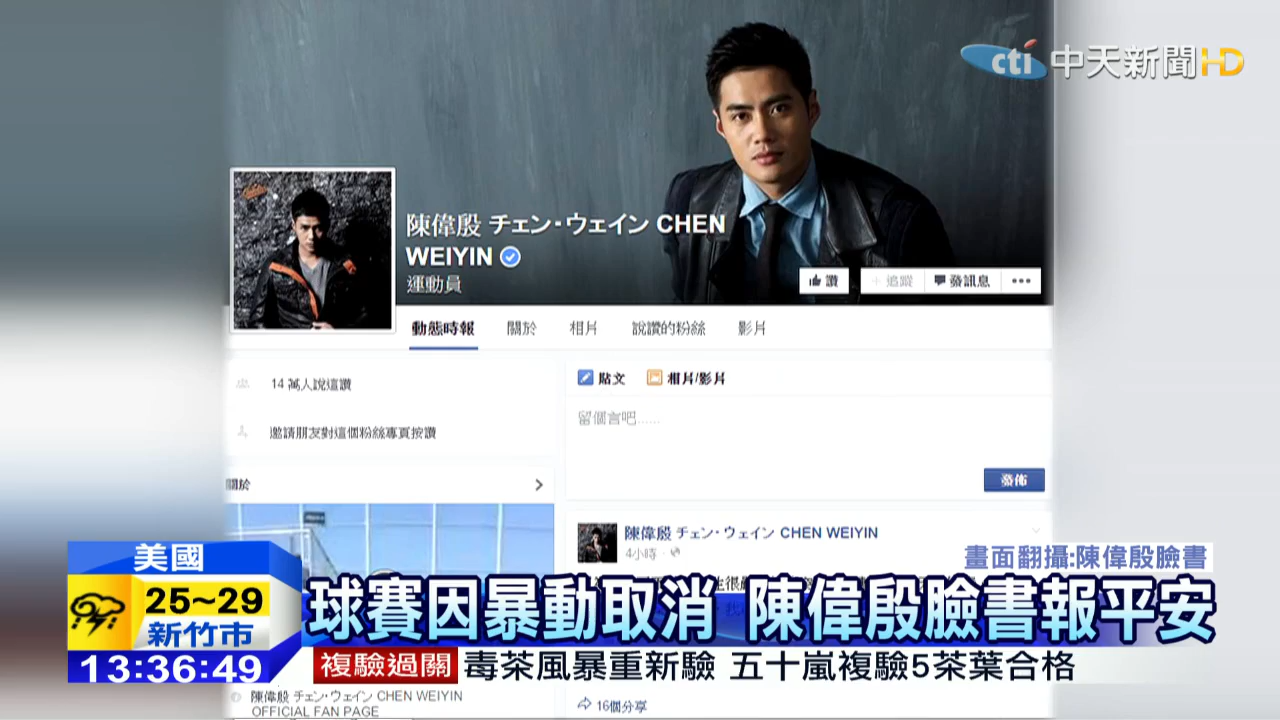 cti 中天新聞HD
陳偉殷 チェン・ウェイン CHEN
WEIYIN
運動員
讚
追蹤
發訊息
動態時報
關於
相片
說讚的粉絲
影片
14 萬人說這讚
邀請朋友對這個粉絲專頁按讚
貼文
相片/影片
留個言吧......
發佈
關於
陳偉殷 チェン・ウェイン CHEN WEIYIN
4小時
畫面翻攝:陳偉殷臉書
美國
25~29
新竹市
13:36:49
球賽因暴動取消 陳偉殷臉書報平安
複驗過關 毒茶風暴重新驗 五十嵐複驗5茶葉合格
陳偉殷 チェン・ウェイン CHEN WEIYIN
OFFICIAL FAN PAGE
16個分享